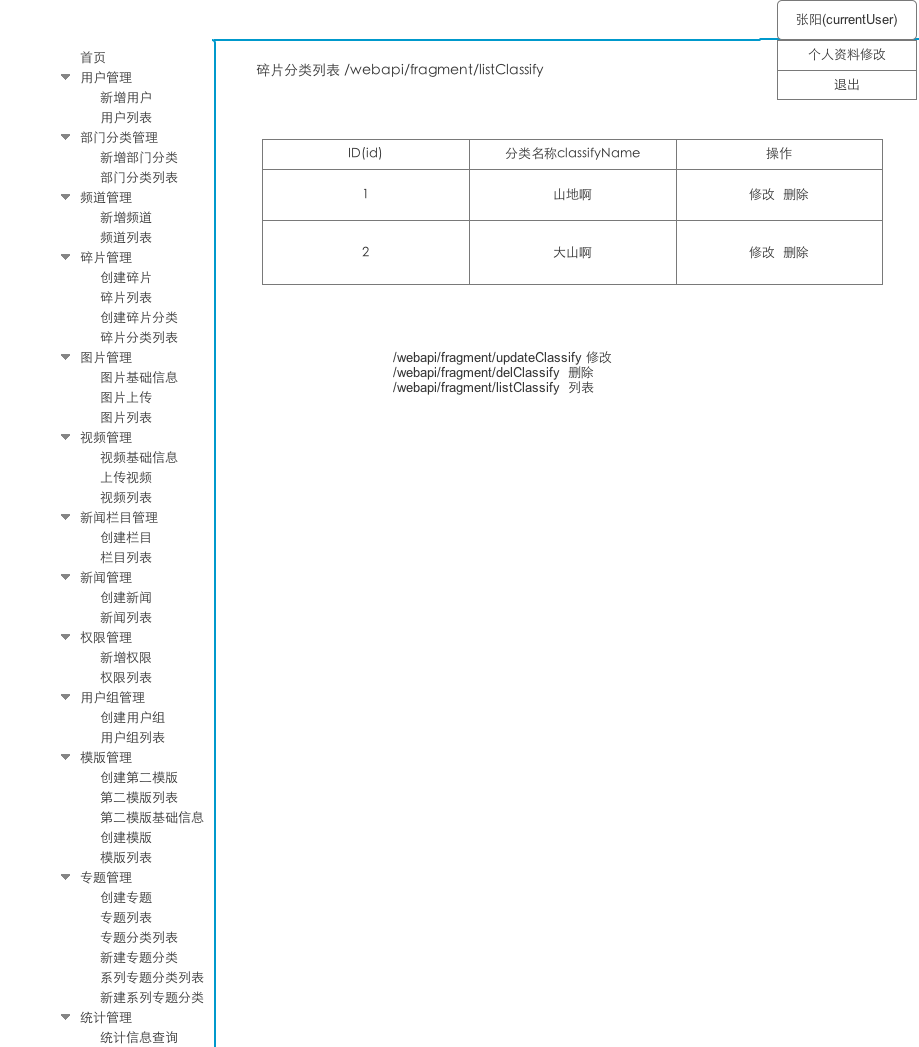 张阳(currentUser)
个人资料修改
退出
首页
用户管理
新增用户
用户列表
部门分类管理
新增部门分类
部门分类列表
频道管理
新增频道
频道列表
碎片管理
创建碎片
碎片列表
创建碎片分类
碎片分类列表
图片管理
图片基础信息
图片上传
图片列表
视频管理
视频基础信息
上传视频
视频列表
新闻栏目管理
创建栏目
栏目列表
新闻管理
创建新闻
新闻列表
权限管理
新增权限
权限列表
用户组管理
创建用户组
用户组列表
模版管理
创建第二模版
第二模版列表
第二模版基础信息
创建模版
模版列表
专题管理
创建专题
专题列表
专题分类列表
新建专题分类
系列专题分类列表
新建系列专题分类
统计管理
统计信息查询
碎片分类列表 /webapi/fragment/listClassify
ID(id) 分类名称classifyName 操作
1 山地啊 修改 删除
2 大山啊 修改 删除
/webapi/fragment/updateClassify 修改
/webapi/fragment/delClassify 删除
/webapi/fragment/listClassify 列表